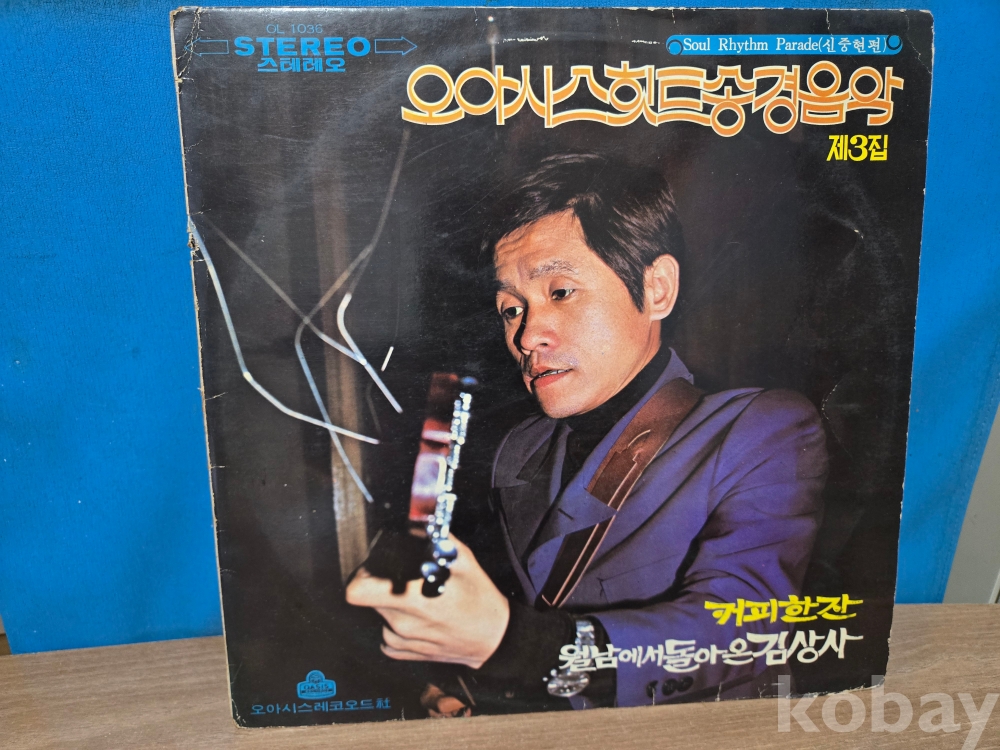 OL 1036
STEREO
스테레오
Soul Rhythm Parade(신중현편)
오아시스힛트송경음악
제3집
커피한잔
월남에서돌아온김상사
OASIS
오아시스레코오드社
kobay